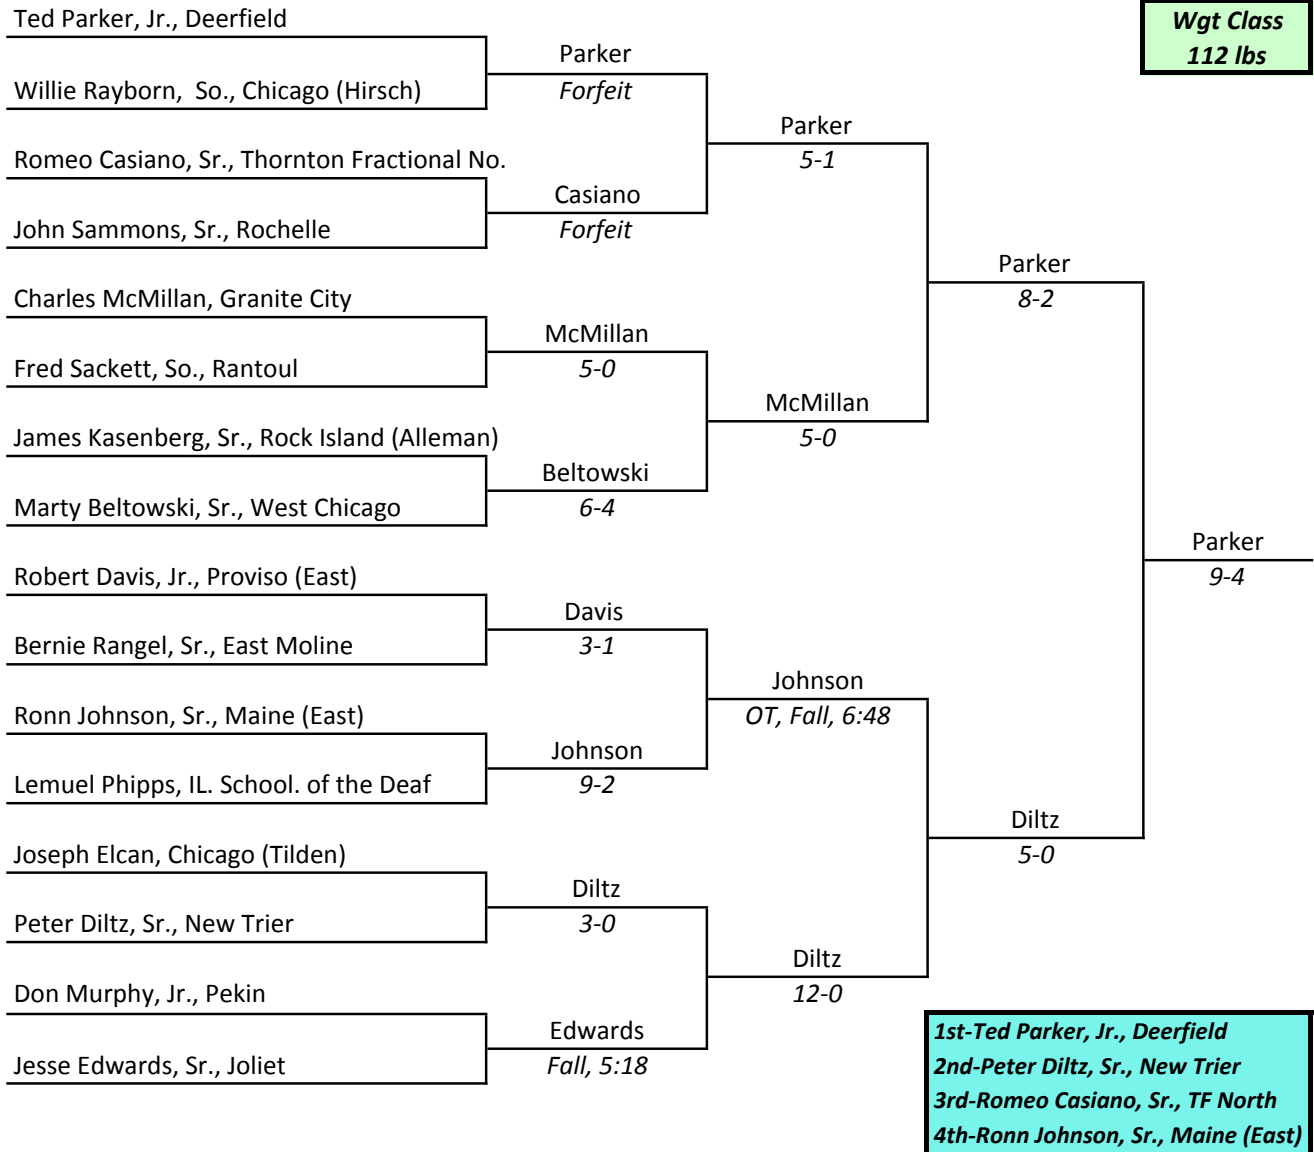 Ted Parker, Jr., Deerfield
Wgt Class
112 lbs
Parker
Willie Rayborn, So., Chicago (Hirsch)
Forfeit
Parker
Romeo Casiano, Sr., Thornton Fractional No.
5-1
Casiano
John Sammons, Sr., Rochelle
Forfeit
Parker
Charles McMillan, Granite City
8-2
McMillan
Fred Sackett, So., Rantoul
5-0
McMillan
James Kasenberg, Sr., Rock Island (Alleman)
5-0
Beltowski
Marty Beltowski, Sr., West Chicago
6-4
Parker
Robert Davis, Jr., Proviso (East)
9-4
Davis
Bernie Rangel, Sr., East Moline
3-1
Johnson
Ronn Johnson, Sr., Maine (East)
OT, Fall, 6:48
Johnson
Lemuel Phipps, IL. School. of the Deaf
9-2
Diltz
Joseph Elcan, Chicago (Tilden)
5-0
Diltz
Peter Diltz, Sr., New Trier
3-0
Diltz
Don Murphy, Jr., Pekin
12-0
Edwards
Jesse Edwards, Sr., Joliet
Fall, 5:18
1st-Ted Parker, Jr., Deerfield
2nd-Peter Diltz, Sr., New Trier
3rd-Romeo Casiano, Sr., TF North
4th-Ronn Johnson, Sr., Maine (East)